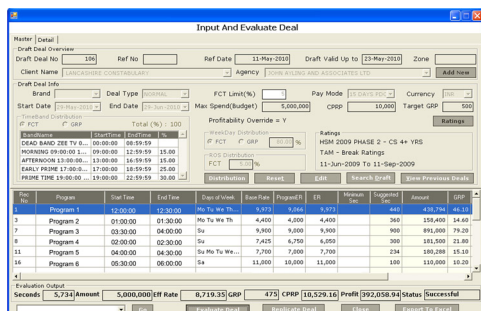 Input And Evaluate Deal
Master Detail
Draft Deal Overview
Draft Deal No 106 Ref No Ref Date 11-May-2010 Draft Valid Up to 23-May-2010 Zone
Client Name LANCASHIRE CONSTABULARY Agency JOHN AYLING AND ASSOCIATES LTD Add New
Draft Deal Info
Brand Deal Type NORMAL FCT Limit(%) 5 Pay Mode 15 DAYS PDC Currency INR
Start Date 29-May-2010 End Date 29-Jun-2010 Max Spend(Budget) 5,000,000 CPRP 10,000 Target GRP 500
TimeBand Distribution
FCT GRP Total (%) : 100
Profitability Override = Y
Ratings
BandName StartTime EndTime %
DEAD BAND ZEE TV 0... 00:00:00 08:59:59
MORNING 09:00:00 1... 09:00:00 12:59:59 15.00
AFTERNOON 13:00:00... 13:00:00 16:59:59 15.00
EARLY PRIME 17:00:0... 17:00:00 18:59:59 25.00
PRIME TIME 19:00:00 ... 19:00:00 22:59:59 30.00
WeekDay Distribution
FCT GRP 50.00 %
ROS Distribution
FCT 5.00 %
Ratings
HSM 2009 PHASE 2 - CS 4+ YRS
TAM - Break Ratings
11-Jun-2009 To 11-Sep-2009
Distribution Reset Edit Search Draft View Previous Deals
Rec No Program Start Time End Time Days of Week Base Rate ProgramER ER Minimum Sec Suggested Sec Amount GRP
1 Program 1 12:00:00 12:30:00 Mo Tu We Th... 9,973 9,066 9,973 440 438,794 46.10
3 Program 2 01:00:00 01:30:00 Mo Tu We Th 4,400 4,000 4,400 360 158,400 14.60
7 Program 3 03:30:00 04:00:00 Su 9,900 9,000 9,900 900 891,000 79.20
8 Program 4 02:00:00 02:30:00 Su 7,425 6,750 6,050 300 181,500 21.80
11 Program 5 04:00:00 04:30:00 Su Mo Tu We... 7,700 7,000 7,700 234 180,288 15.10
16 Program 6 05:30:00 06:00:00 Sa 11,000 10,000 11,000 100 110,000 10.20
Evaluation Output
Seconds 5,734 Amount 5,000,000 Eff Rate 8,719.35 GRP 475 CPRP 10,529.16 Profit 392,058.94 Status Successful
Go Evaluate Deal Replicate Deal Close Export To Excel